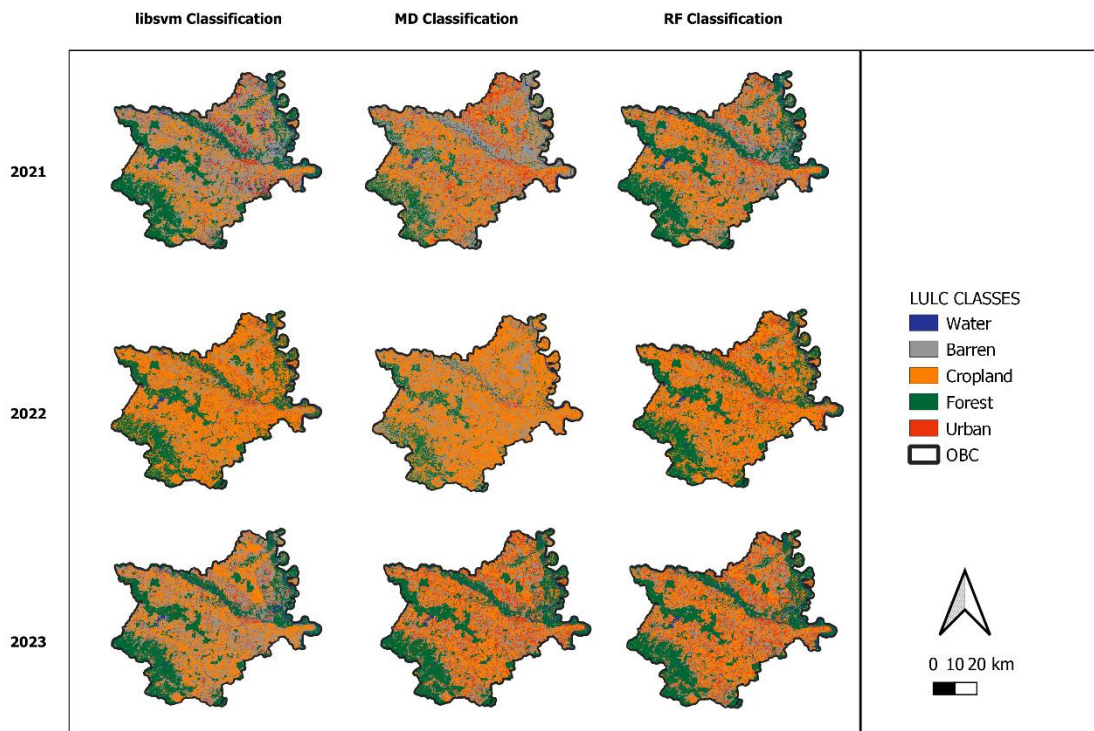 libsvm Classification
MD Classification
RF Classification
2021
2022
2023
LULC CLASSES
Water
Barren
Cropland
Forest
Urban
OBC
0 10 20 km